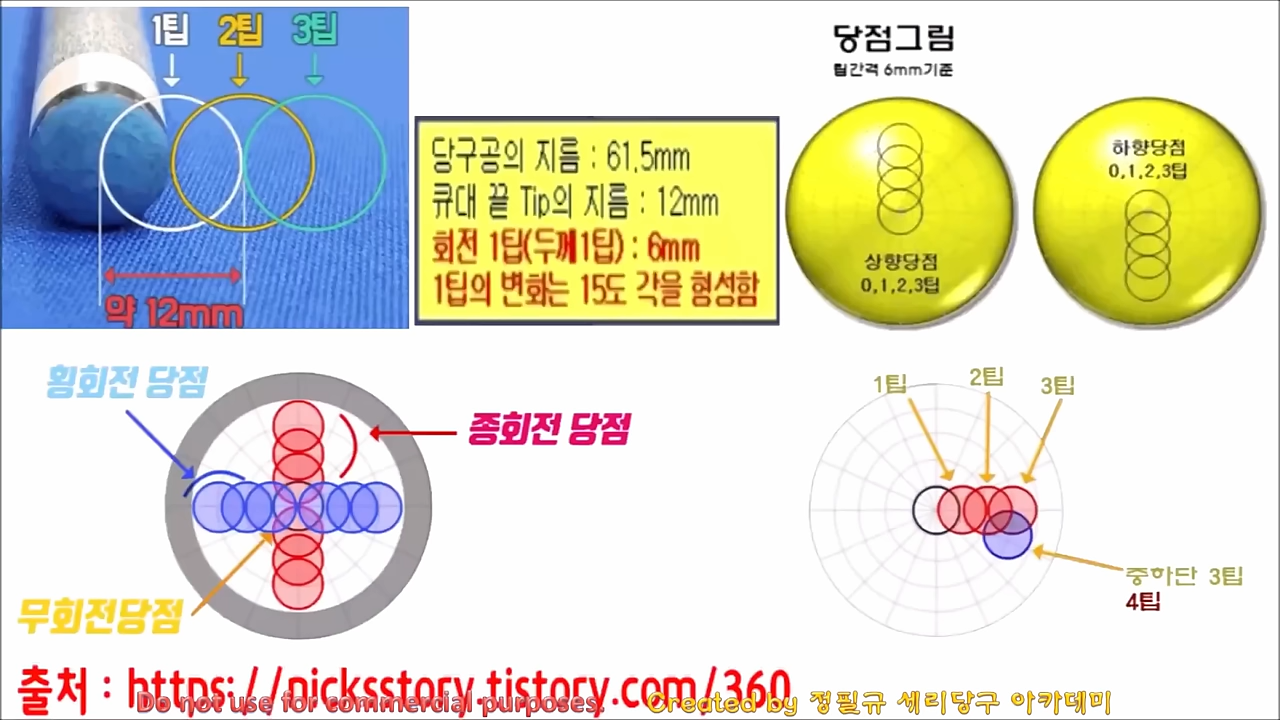 1팁 2팁 3팁
약 12mm
당구공의 지름 : 61.5mm
큐대 끝 Tip의 지름 : 12mm
회전 1팁(두께1팁) : 6mm
1팁의 변화는 15도 각을 형성함
당점그림
팁간격 6mm기준
상향당점
0,1,2,3팁
하향당점
0,1,2,3팁
횡회전 당점
종회전 당점
무회전당점
1팁 2팁 3팁
중하단 3팁
4팁
출처 : https://nicksstory.tistory.com/360
Do not use for commercial purposes. Created by 정필규 세리당구 아카데미